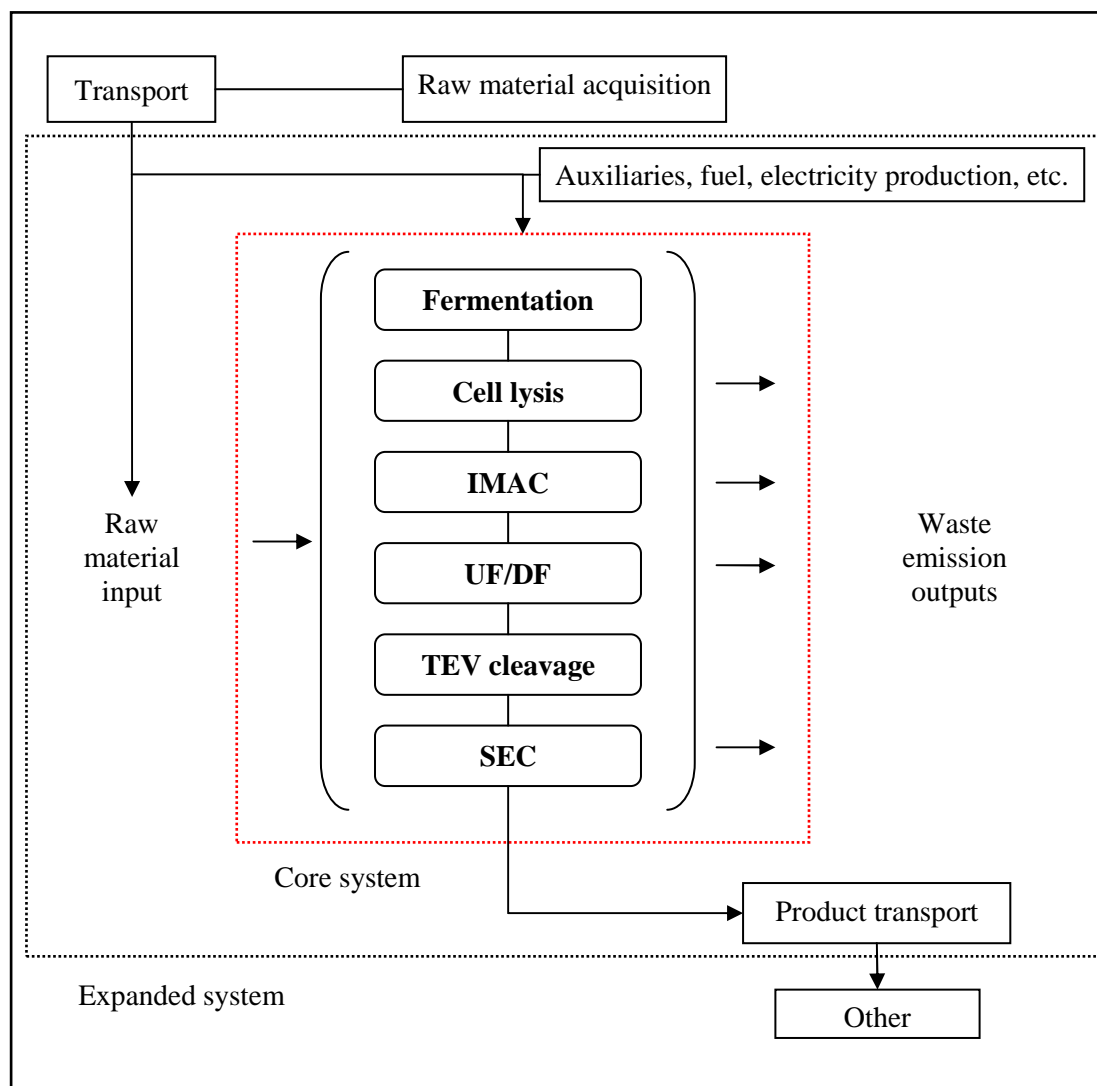 Transport
Raw material acquisition
Auxiliaries, fuel, electricity production, etc.
Fermentation
Cell lysis
IMAC
UF/DF
TEV cleavage
SEC
Raw
material
input
Waste
emission
outputs
Core system
Product transport
Expanded system
Other